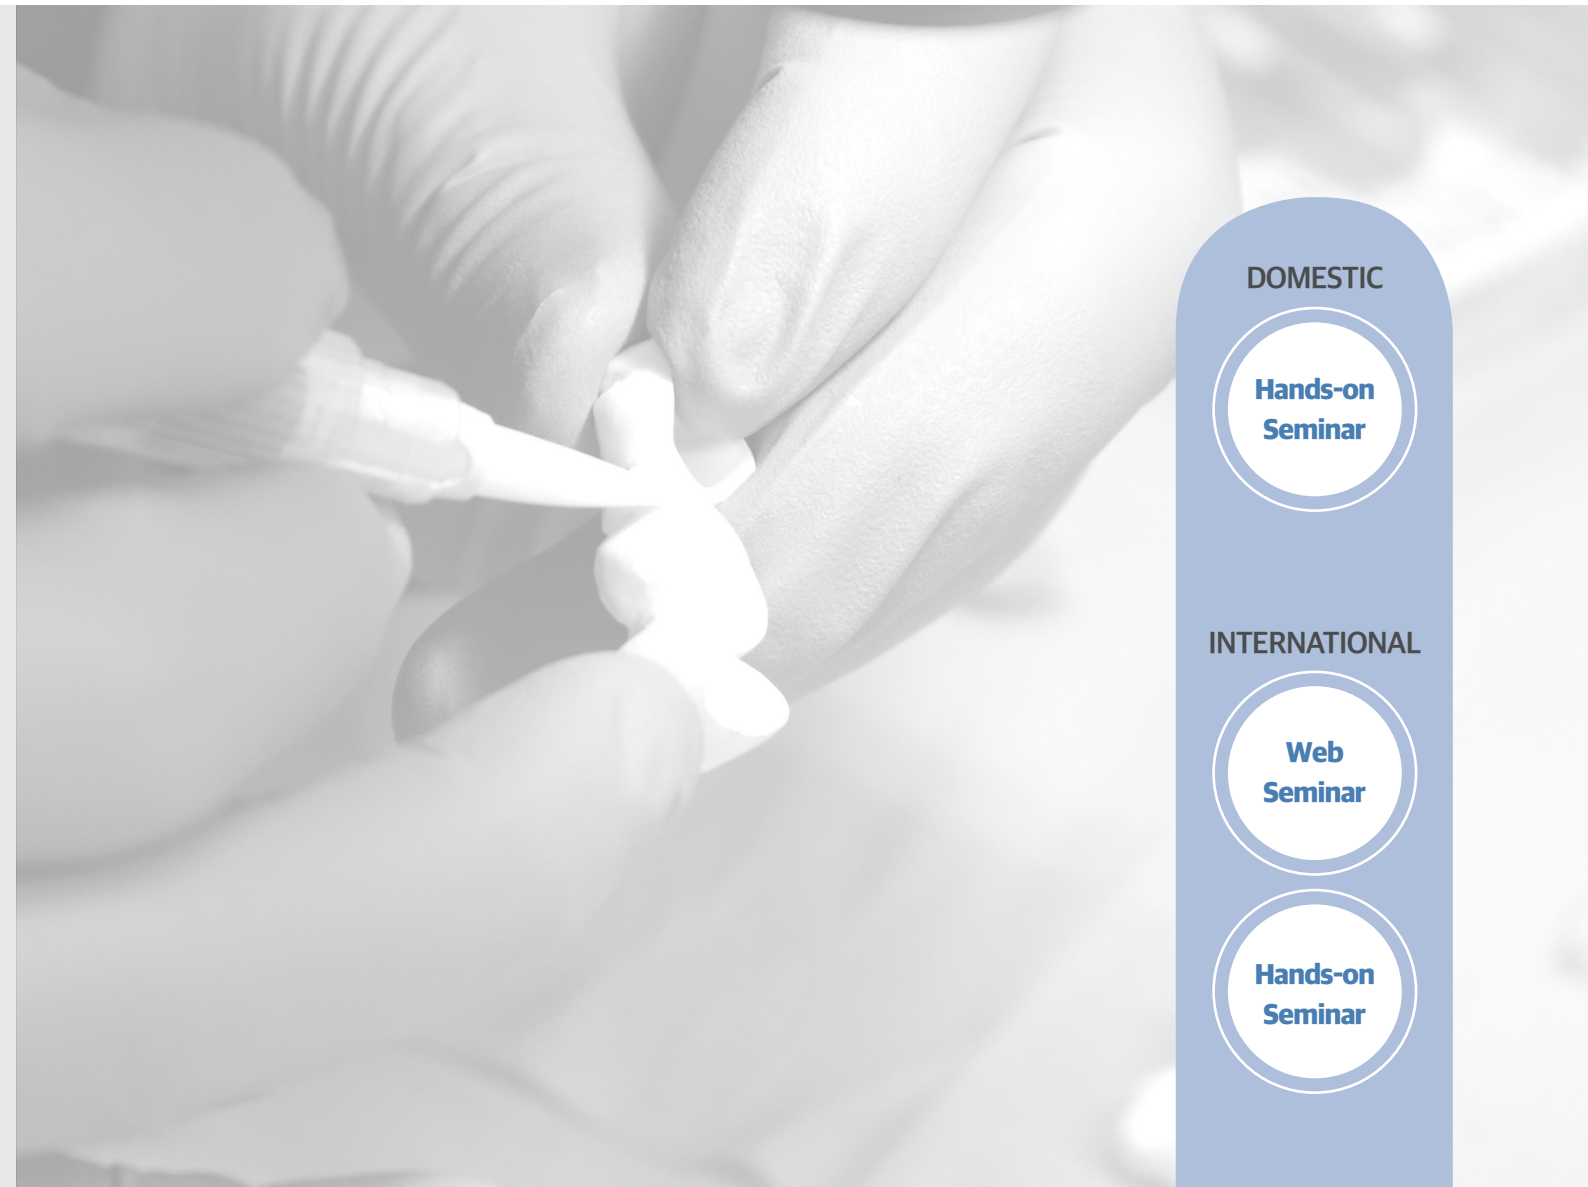 DOMESTIC
Hands-on
Seminar
INTERNATIONAL
Web
Seminar
Hands-on
Seminar